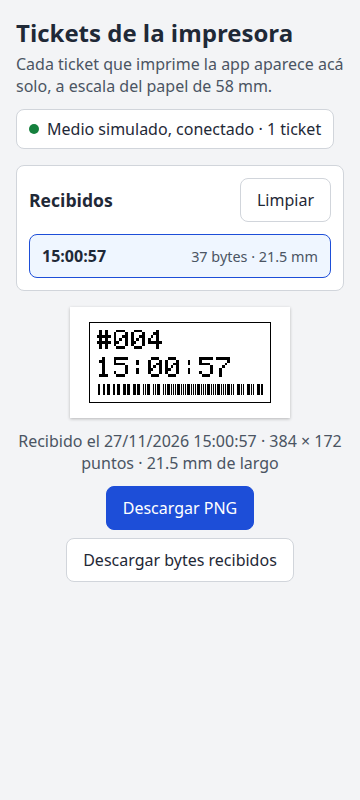 Tickets de la impresora
Cada ticket que imprime la app aparece acá
solo, a escala del papel de 58 mm.
Medio simulado, conectado · 1 ticket
Recibidos
Limpiar
15:00:57
37 bytes · 21.5 mm
#004
15:00:57
Recibido el 27/11/2026 15:00:57 · 384 × 172
puntos · 21.5 mm de largo
Descargar PNG
Descargar bytes recibidos